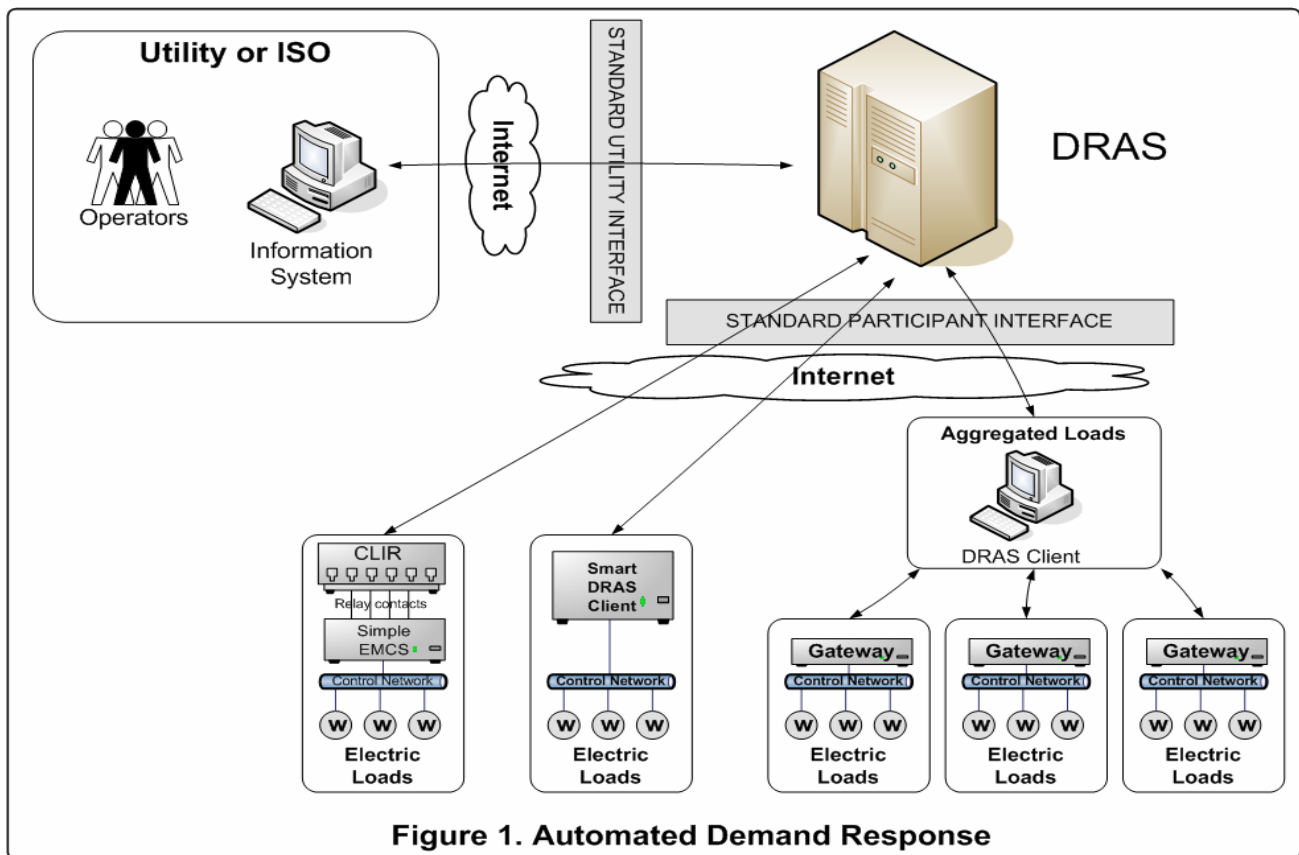 Utility or ISO
Operators
Information
System
Internet
STANDARD UTILITY INTERFACE
DRAS
STANDARD PARTICIPANT INTERFACE
Internet
Aggregated Loads
DRAS Client
CLIR
Relay contacts
Simple
EMCS
Control Network
W W W
Electric
Loads
Smart
DRAS
Client
Control Network
W W W
Electric
Loads
Gateway
Control Network
W W W
Electric
Loads
Gateway
Control Network
W W W
Electric
Loads
Gateway
Control Network
W W W
Electric
Loads
Figure 1. Automated Demand Response